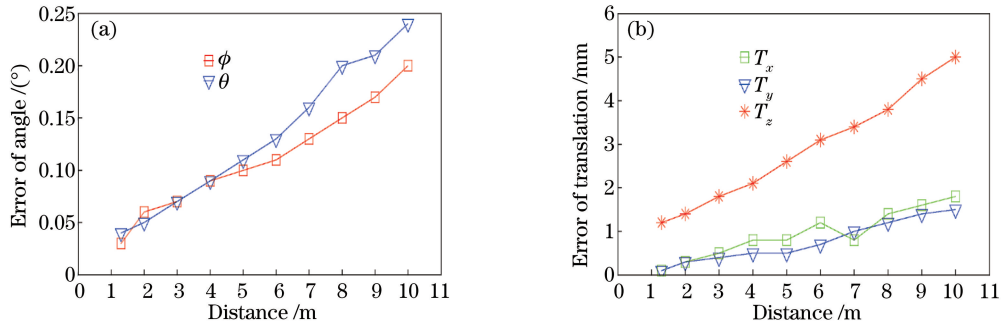 (a)
ϕ
θ
Error of angle /(°)
0.25
0.20
0.15
0.10
0.05
0
0 1 2 3 4 5 6 7 8 9 10 11
Distance /m
(b)
Tx
Ty
Tz
Error of translation /mm
6
5
4
3
2
1
0
0 1 2 3 4 5 6 7 8 9 10 11
Distance /m